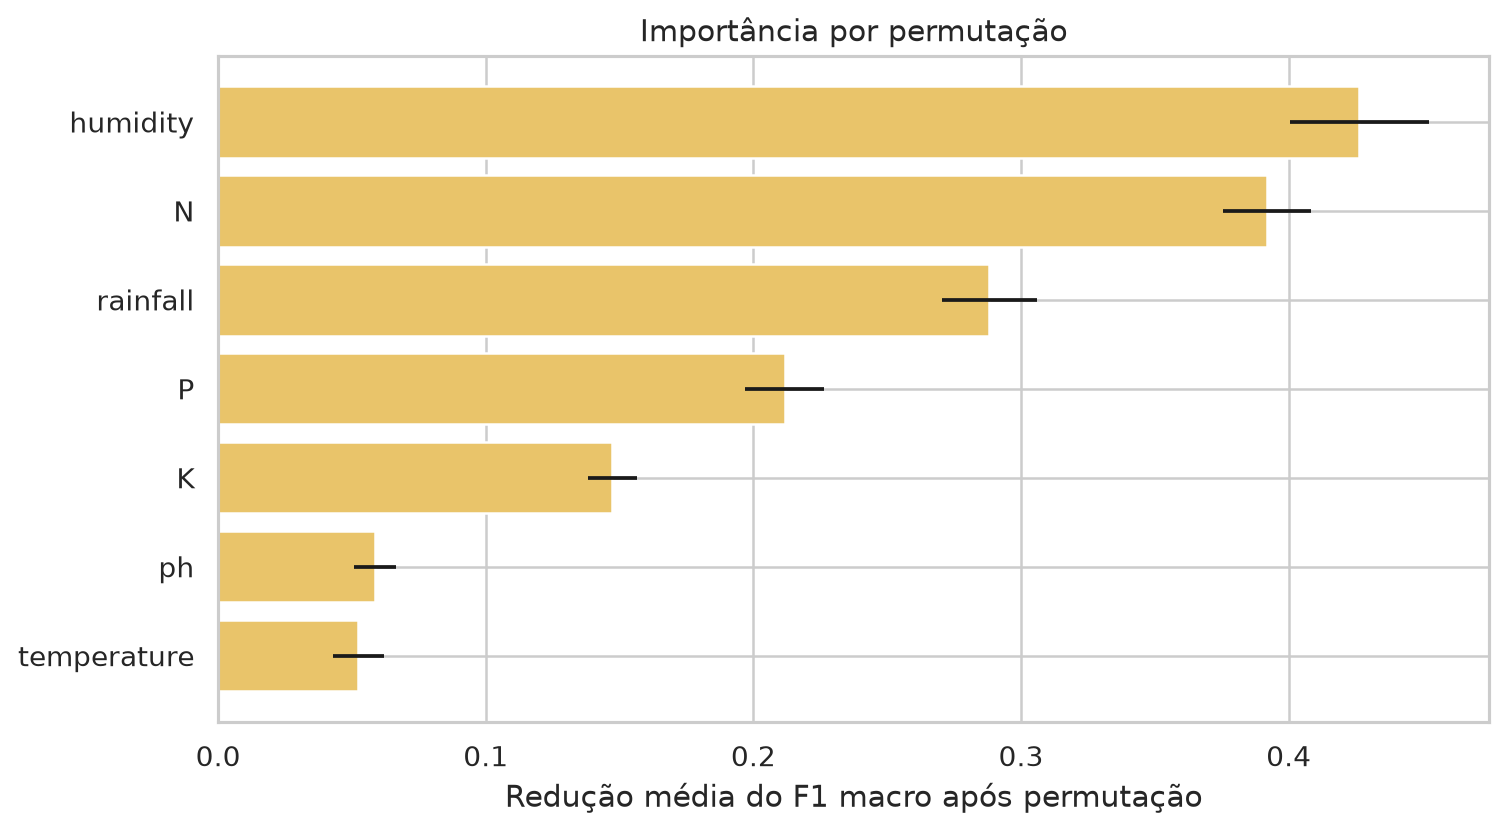 Importância por permutação
humidity
N
rainfall
P
K
ph
temperature
0.0 0.1 0.2 0.3 0.4
Redução média do F1 macro após permutação